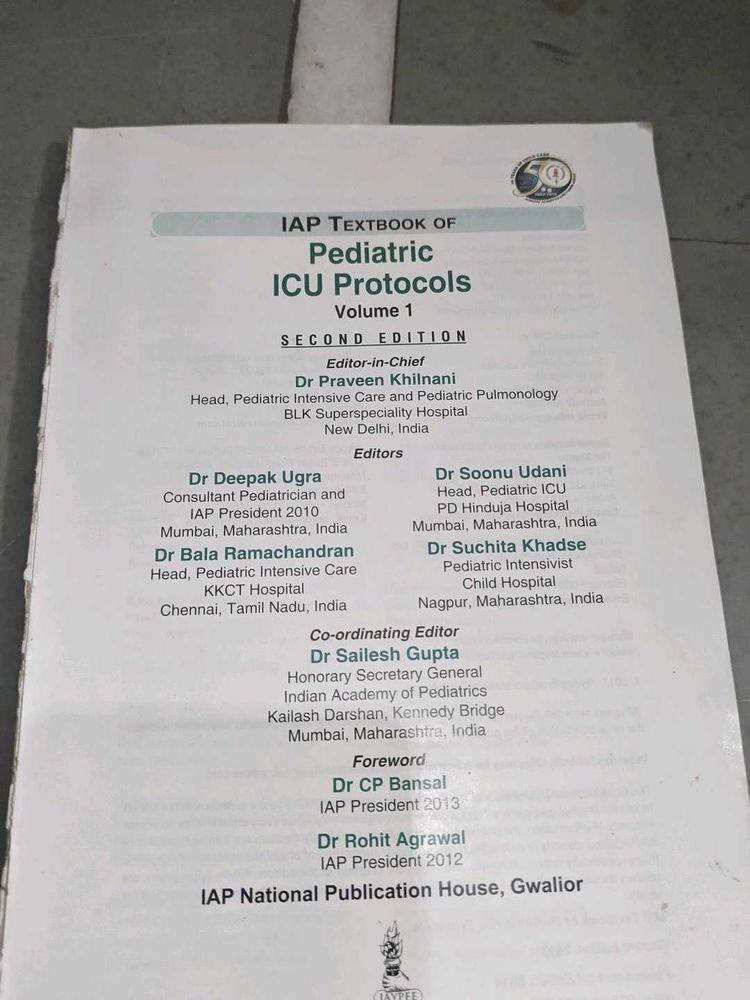 50
IAP TEXTBOOK OF
Pediatric
ICU Protocols
Volume 1
SECOND EDITION
Editor-in-Chief
Dr Praveen Khilnani
Head, Pediatric Intensive Care and Pediatric Pulmonology
BLK Superspeciality Hospital
New Delhi, India
Editors
Dr Deepak Ugra
Consultant Pediatrician and
IAP President 2010
Mumbai, Maharashtra, India
Dr Soonu Udani
Head, Pediatric ICU
PD Hinduja Hospital
Mumbai, Maharashtra, India
Dr Bala Ramachandran
Head, Pediatric Intensive Care
KKCT Hospital
Chennai, Tamil Nadu, India
Dr Suchita Khadse
Pediatric Intensivist
Child Hospital
Nagpur, Maharashtra, India
Co-ordinating Editor
Dr Sailesh Gupta
Honorary Secretary General
Indian Academy of Pediatrics
Kailash Darshan, Kennedy Bridge
Mumbai, Maharashtra, India
Foreword
Dr CP Bansal
IAP President 2013
Dr Rohit Agrawal
IAP President 2012
IAP National Publication House, Gwalior
JAYPEE